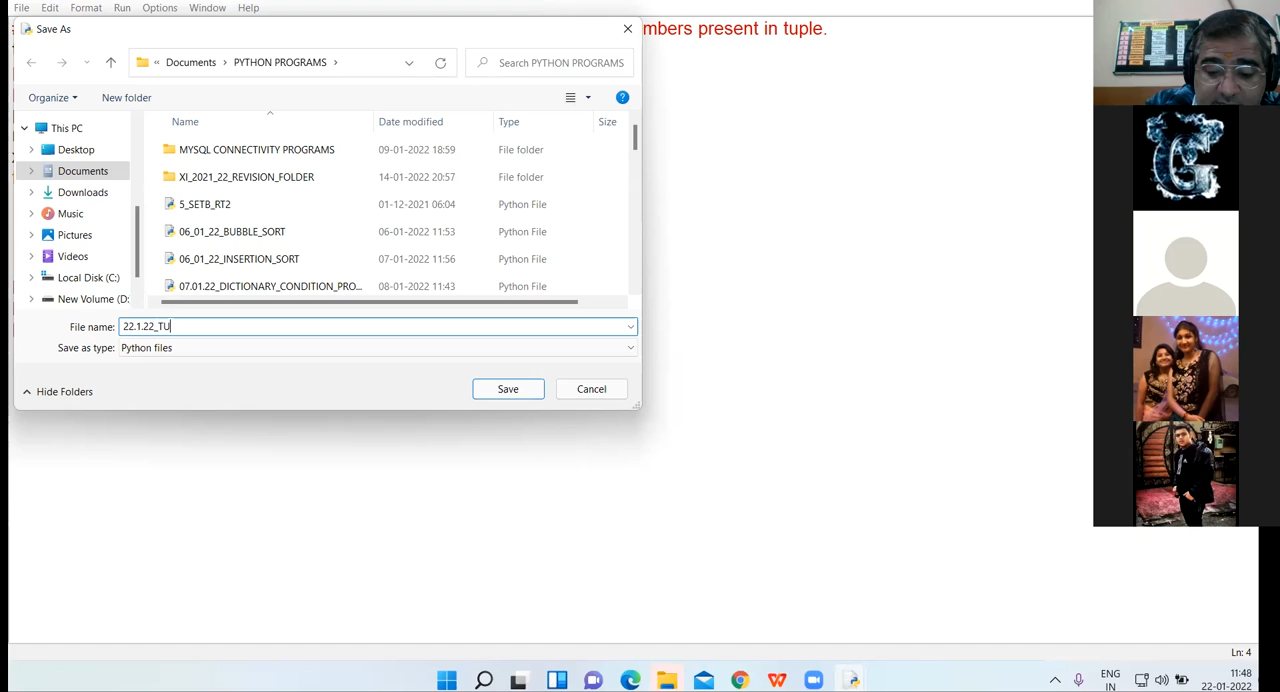 File Edit Format Run Options Window Help
Save As
mbers present in tuple.
« Documents › PYTHON PROGRAMS ›
Search PYTHON PROGRAMS
Organize
New folder
?
Name Date modified Type Size
This PC
Desktop
Documents
Downloads
Music
Pictures
Videos
Local Disk (C:)
New Volume (D:
MYSQL CONNECTIVITY PROGRAMS 09-01-2022 18:59 File folder
XI_2021_22_REVISION_FOLDER 14-01-2022 20:57 File folder
5_SETB_RT2 01-12-2021 06:04 Python File
06_01_22_BUBBLE_SORT 06-01-2022 11:53 Python File
06_01_22_INSERTION_SORT 07-01-2022 11:56 Python File
07.01.22_DICTIONARY_CONDITION_PRO... 08-01-2022 11:43 Python File
File name: 22.1.22_TU
Save as type: Python files
Hide Folders
Save
Cancel
G
Ln: 4
W
ENG
IN
11:48
22-01-2022